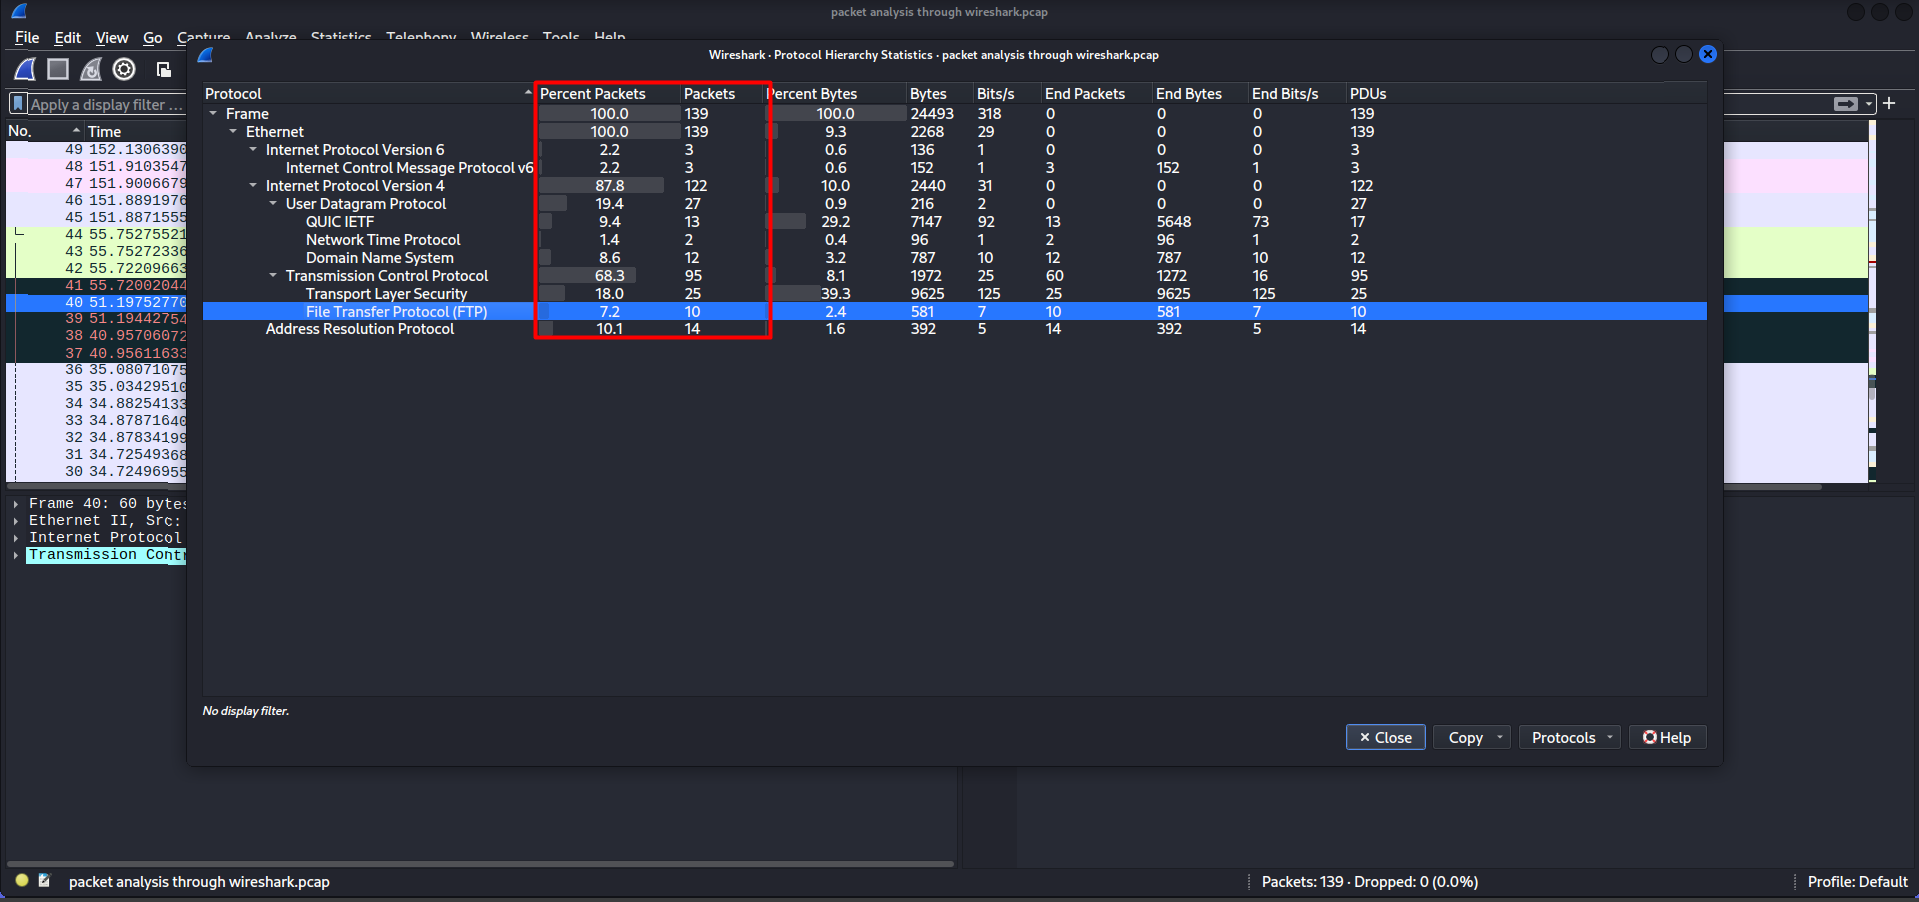 packet analysis through wireshark.pcap
File Edit View Go Capture Analyze Statistics Telephony Wireless Tools Help
Wireshark · Protocol Hierarchy Statistics · packet analysis through wireshark.pcap
Apply a display filter ...
No. Time
49 152.1306390
48 151.9103547
47 151.9006679
46 151.8891976
45 151.8871555
44 55.75275521
43 55.75272336
42 55.72209663
41 55.72002044
40 51.19752770
39 51.19442754
38 40.95706072
37 40.95611633
36 35.08071075
35 35.03429510
34 34.88254133
33 34.87871640
32 34.87834199
31 34.72549368
30 34.72496955
Protocol Percent Packets Packets Percent Bytes Bytes Bits/s End Packets End Bytes End Bits/s PDUs
Frame 100.0 139 100.0 24493 318 0 0 0 139
Ethernet 100.0 139 9.3 2268 29 0 0 0 139
Internet Protocol Version 6 2.2 3 0.6 136 1 0 0 0 3
Internet Control Message Protocol v6 2.2 3 0.6 152 1 3 152 1 3
Internet Protocol Version 4 87.8 122 10.0 2440 31 0 0 0 122
User Datagram Protocol 19.4 27 0.9 216 2 0 0 0 27
QUIC IETF 9.4 13 29.2 7147 92 13 5648 73 17
Network Time Protocol 1.4 2 0.4 96 1 2 96 1 2
Domain Name System 8.6 12 3.2 787 10 12 787 10 12
Transmission Control Protocol 68.3 95 8.1 1972 25 60 1272 16 95
Transport Layer Security 18.0 25 39.3 9625 125 25 9625 125 25
File Transfer Protocol (FTP) 7.2 10 2.4 581 7 10 581 7 10
Address Resolution Protocol 10.1 14 1.6 392 5 14 392 5 14
Frame 40: 60 bytes
Ethernet II, Src:
Internet Protocol
Transmission Contr
No display filter.
Close Copy Protocols Help
packet analysis through wireshark.pcap
Packets: 139 · Dropped: 0 (0.0%)
Profile: Default